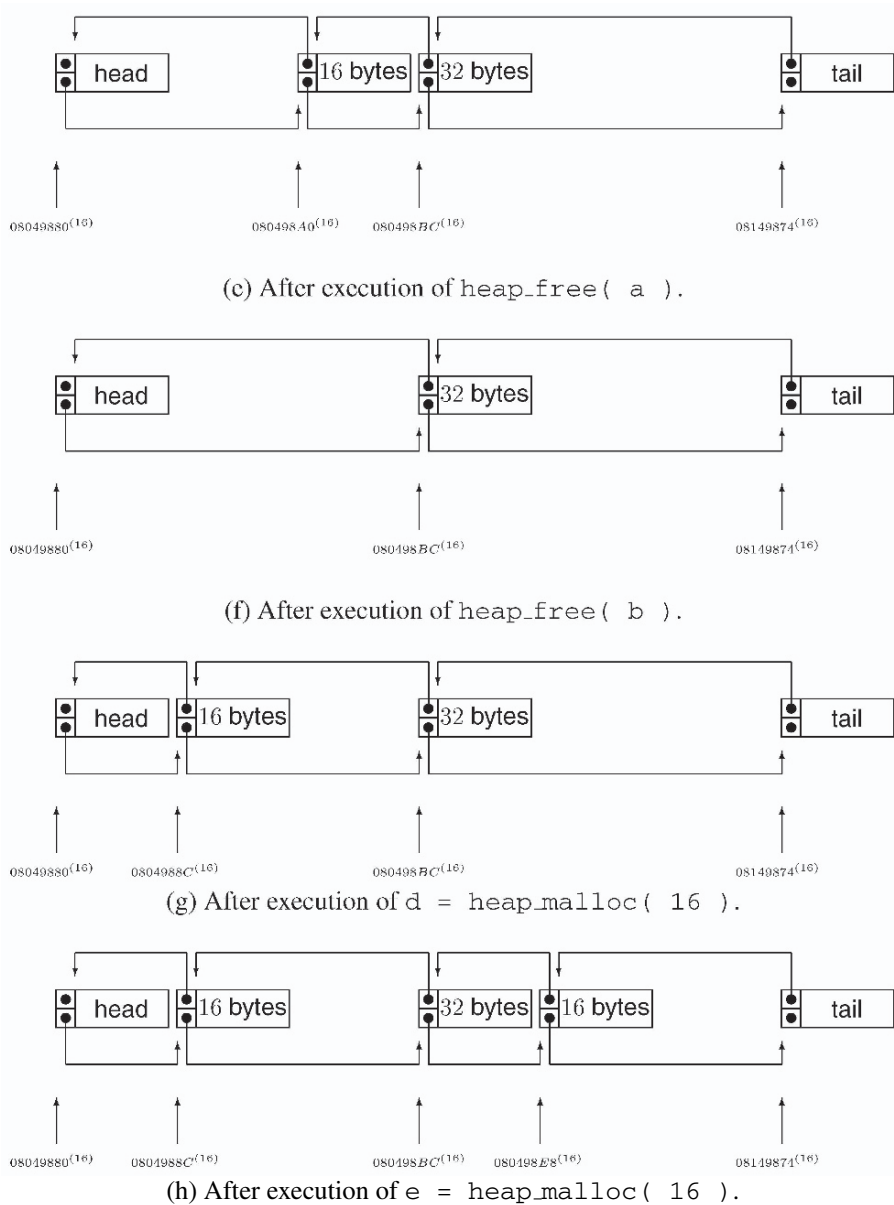 head 16 bytes 32 bytes tail
08049880(16) 080498A0(16) 080498BC(16) 08149874(16)
(e) After execution of heap_free( a ).
head 32 bytes tail
08049880(16) 080498BC(16) 08149874(16)
(f) After execution of heap_free( b ).
head 16 bytes 32 bytes tail
08049880(16) 0804988C(16) 080498BC(16) 08149874(16)
(g) After execution of d = heap_malloc( 16 ).
head 16 bytes 32 bytes 16 bytes tail
08049880(16) 0804988C(16) 080498BC(16) 080498E8(16) 08149874(16)
(h) After execution of e = heap_malloc( 16 ).